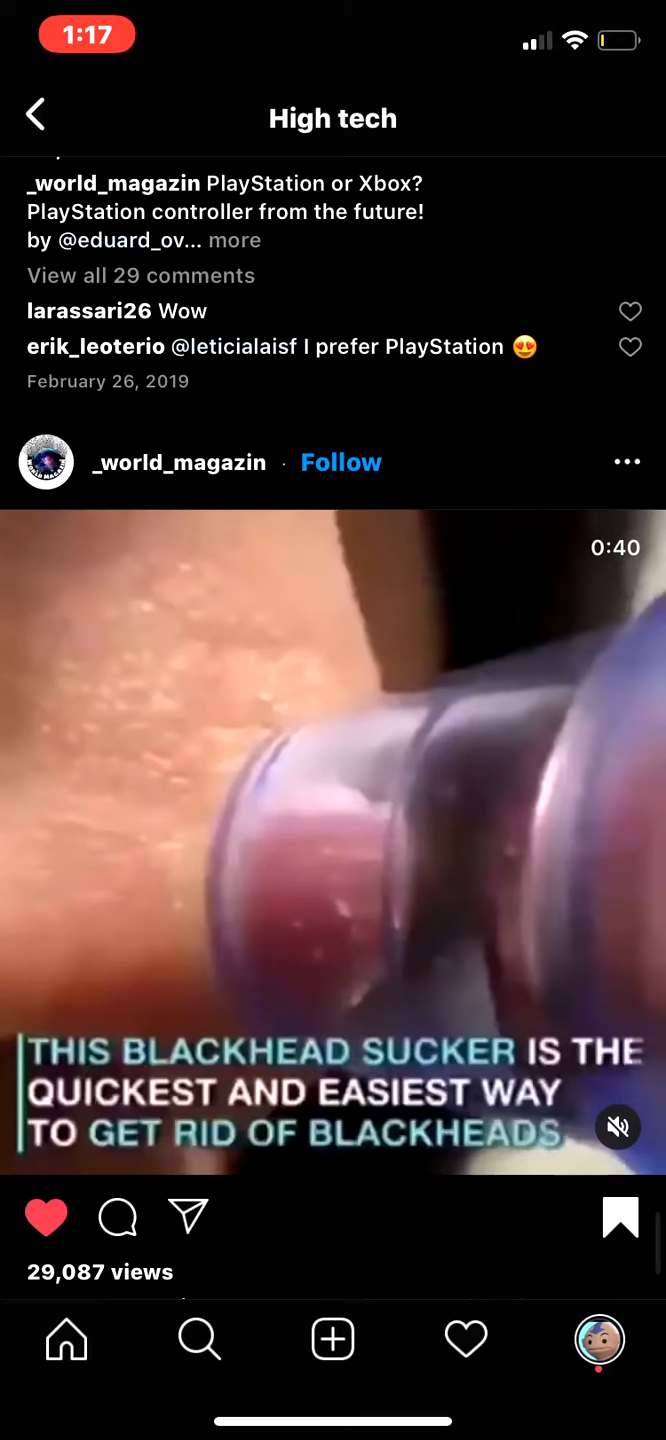 1:17
High tech
_world_magazin PlayStation or Xbox?
PlayStation controller from the future!
by @eduard_ov... more
View all 29 comments
larassari26 Wow
erik_leoterio @leticialaisf I prefer PlayStation 😍
February 26, 2019
_world_magazin · Follow
0:40
THIS BLACKHEAD SUCKER IS THE
QUICKEST AND EASIEST WAY
TO GET RID OF BLACKHEADS
29,087 views